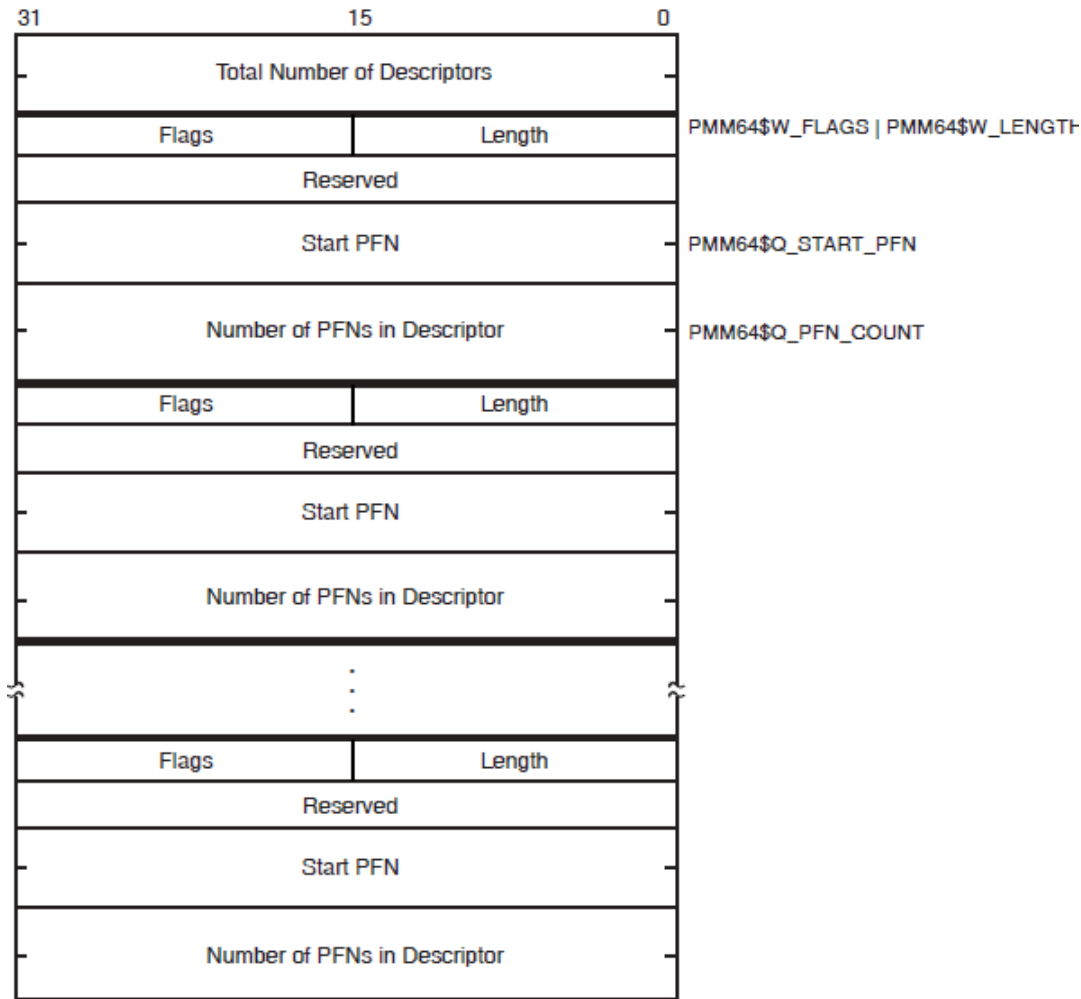 31 15 0
Total Number of Descriptors
Flags Length PMM64$W_FLAGS | PMM64$W_LENGTH
Reserved
Start PFN PMM64$Q_START_PFN
Number of PFNs in Descriptor PMM64$Q_PFN_COUNT
Flags Length
Reserved
Start PFN
Number of PFNs in Descriptor
Flags Length
Reserved
Start PFN
Number of PFNs in Descriptor